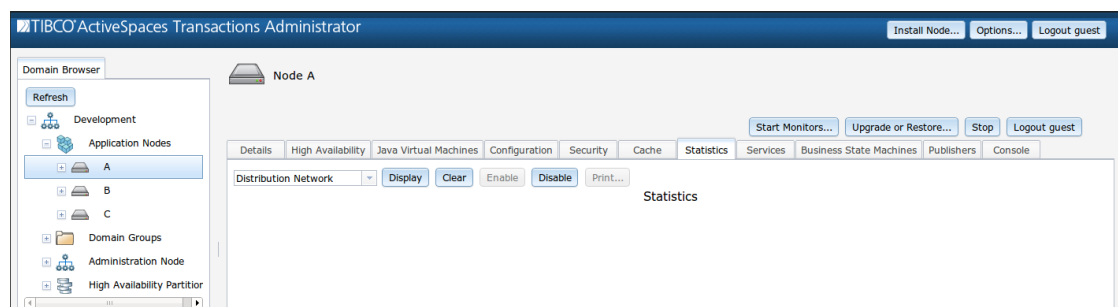 TIBCO® ActiveSpaces Transactions Administrator
Install Node... Options... Logout guest
Domain Browser
Node A
Refresh
Development
Start Monitors... Upgrade or Restore... Stop Logout guest
Application Nodes
Details High Availability Java Virtual Machines Configuration Security Cache Statistics Services Business State Machines Publishers Console
A
Distribution Network Display Clear Enable Disable Print...
B
Statistics
C
Domain Groups
Administration Node
High Availability Partition